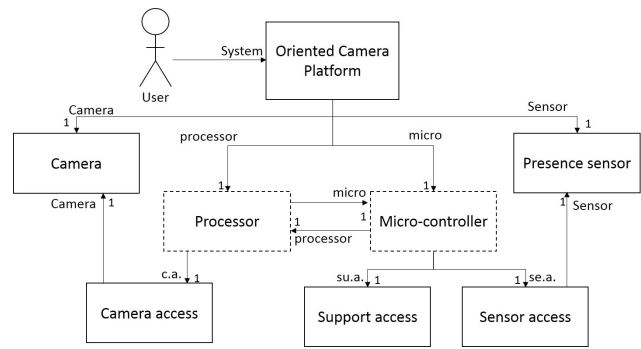 System
Oriented Camera
Platform
User
Camera
1
Sensor
1
processor
micro
Camera
Presence sensor
1
1
micro
Camera 1
Processor
1
1
Micro-controller
1 Sensor
processor
c.a. 1
su.a. 1
1 se.a.
Camera access
Support access
Sensor access